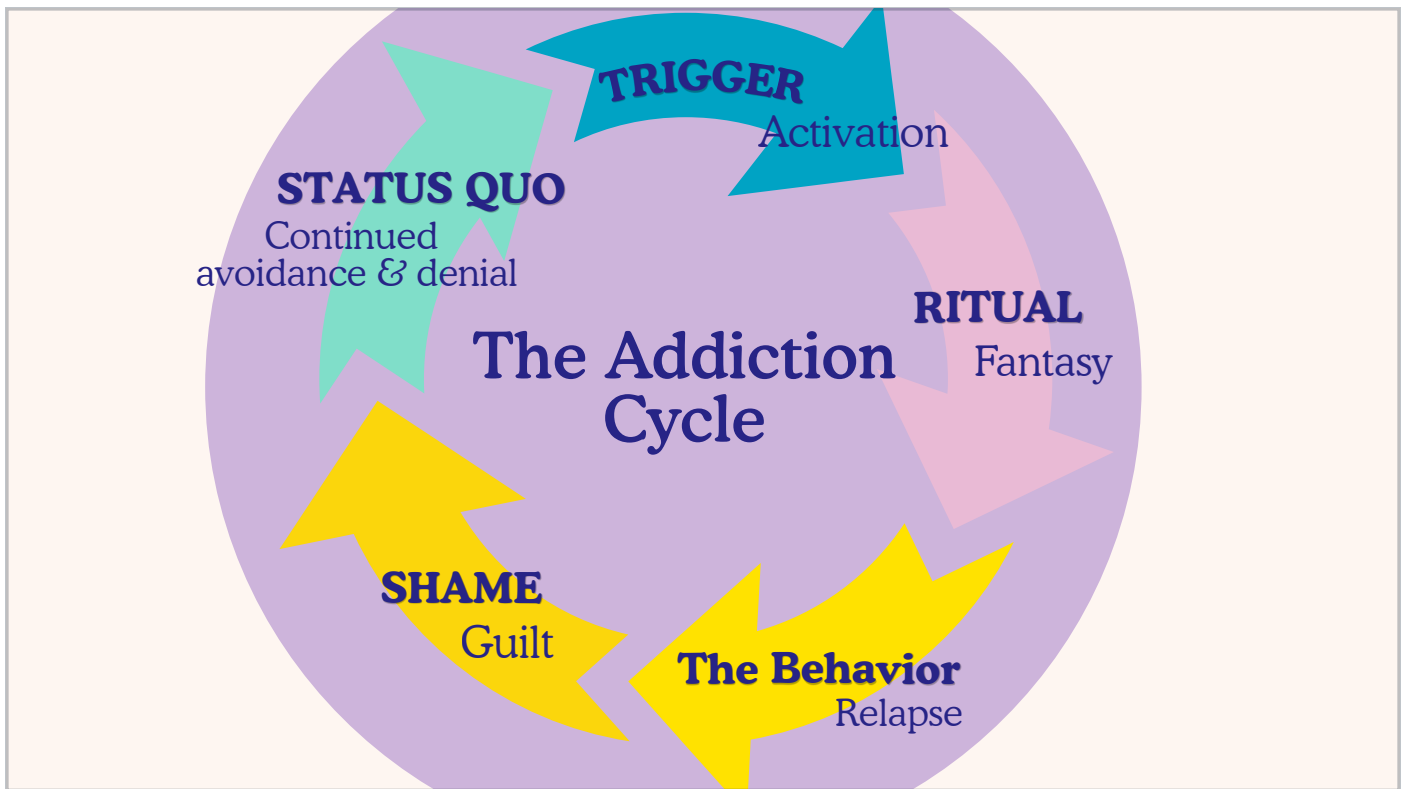 TRIGGER
Activation
STATUS QUO
Continued
avoidance & denial
RITUAL
Fantasy
The Addiction
Cycle
SHAME
Guilt
The Behavior
Relapse